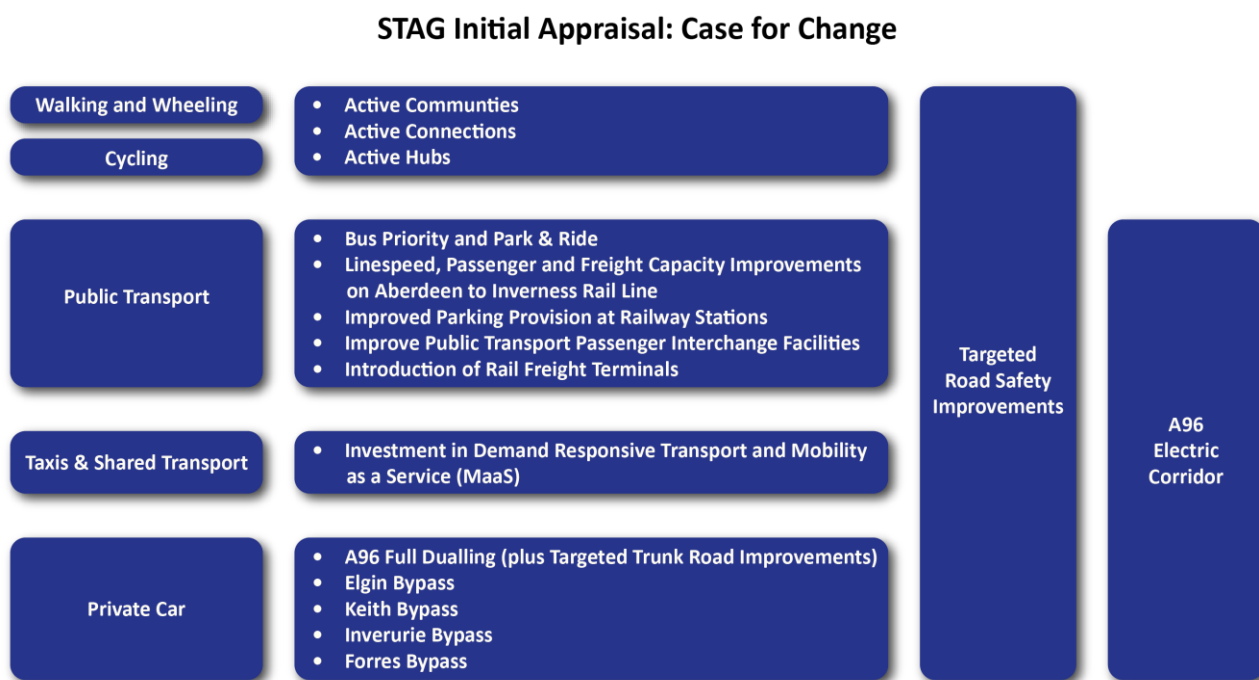 STAG Initial Appraisal: Case for Change
Walking and Wheeling
Cycling
• Active Communties
• Active Connections
• Active Hubs
Public Transport
• Bus Priority and Park & Ride
• Linespeed, Passenger and Freight Capacity Improvements
on Aberdeen to Inverness Rail Line
• Improved Parking Provision at Railway Stations
• Improve Public Transport Passenger Interchange Facilities
• Introduction of Rail Freight Terminals
Taxis & Shared Transport
• Investment in Demand Responsive Transport and Mobility
as a Service (MaaS)
Private Car
• A96 Full Dualling (plus Targeted Trunk Road Improvements)
• Elgin Bypass
• Keith Bypass
• Inverurie Bypass
• Forres Bypass
Targeted
Road Safety
Improvements
A96
Electric
Corridor